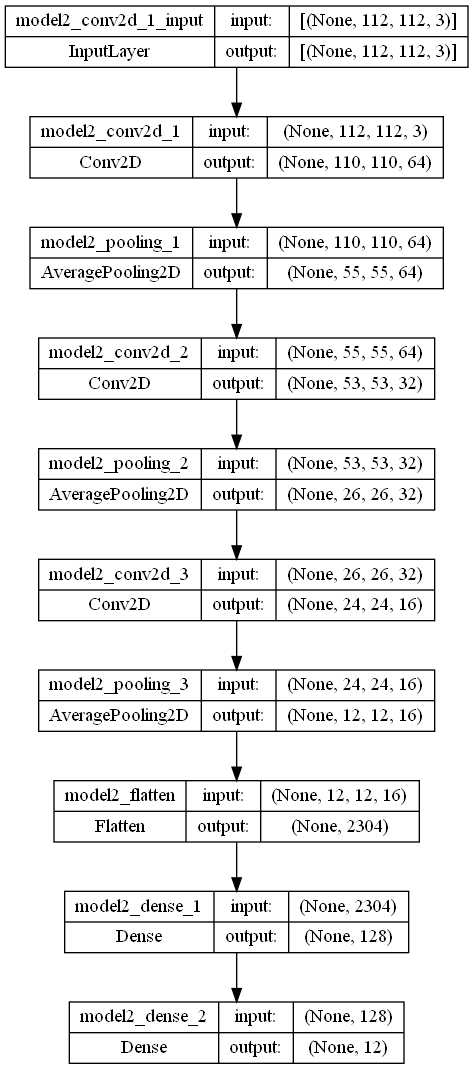 model2_conv2d_1_input input: [(None, 112, 112, 3)]
InputLayer output: [(None, 112, 112, 3)]
model2_conv2d_1 input: (None, 112, 112, 3)
Conv2D output: (None, 110, 110, 64)
model2_pooling_1 input: (None, 110, 110, 64)
AveragePooling2D output: (None, 55, 55, 64)
model2_conv2d_2 input: (None, 55, 55, 64)
Conv2D output: (None, 53, 53, 32)
model2_pooling_2 input: (None, 53, 53, 32)
AveragePooling2D output: (None, 26, 26, 32)
model2_conv2d_3 input: (None, 26, 26, 32)
Conv2D output: (None, 24, 24, 16)
model2_pooling_3 input: (None, 24, 24, 16)
AveragePooling2D output: (None, 12, 12, 16)
model2_flatten input: (None, 12, 12, 16)
Flatten output: (None, 2304)
model2_dense_1 input: (None, 2304)
Dense output: (None, 128)
model2_dense_2 input: (None, 128)
Dense output: (None, 12)